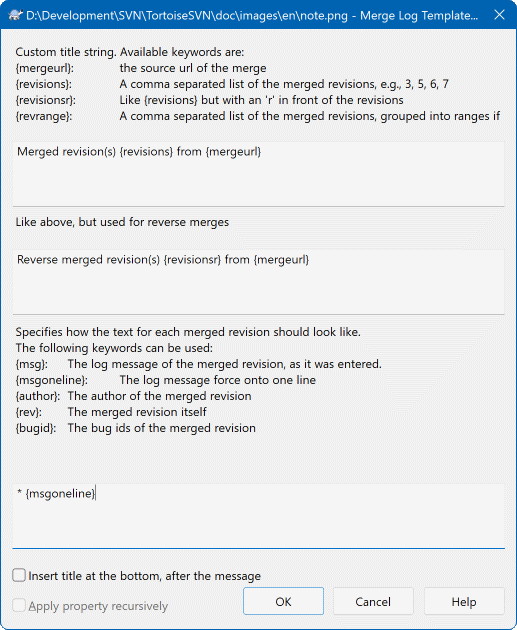 D:\Development\SVN\TortoiseSVN\doc\images\en\note.png - Merge Log Template...
Custom title string. Available keywords are:
{mergeurl}: the source url of the merge
{revisions}: A comma separated list of the merged revisions, e.g., 3, 5, 6, 7
{revisionsr}: Like {revisions} but with an 'r' in front of the revisions
{revrange}: A comma separated list of the merged revisions, grouped into ranges if
Merged revision(s) {revisions} from {mergeurl}
Like above, but used for reverse merges
Reverse merged revision(s) {revisionsr} from {mergeurl}
Specifies how the text for each merged revision should look like.
The following keywords can be used:
{msg}: The log message of the merged revision, as it was entered.
{msgoneline}: The log message force onto one line
{author}: The author of the merged revision
{rev}: The merged revision itself
{bugid}: The bug ids of the merged revision
* {msgoneline}
Insert title at the bottom, after the message
Apply property recursively
OK
Cancel
Help